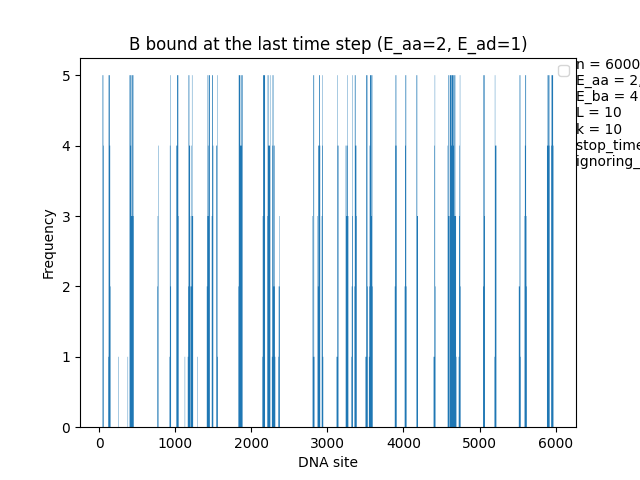 B bound at the last time step (E_aa=2, E_ad=1)
n = 6000
E_aa = 2,
E_ba = 4
L = 10
k = 10
stop_time
ignoring_
Frequency
5
4
3
2
1
0
0 1000 2000 3000 4000 5000 6000
DNA site